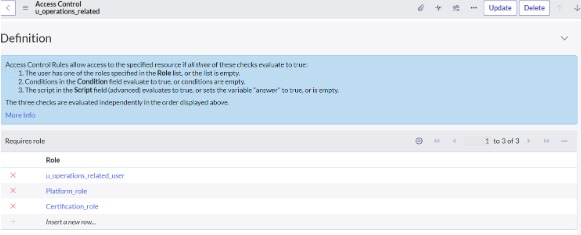 Access Control
u_operations_related
Update
Delete
Definition
Access Control Rules allow access to the specified resource if all three of these checks evaluate to true:
1. The user has one of the roles specified in the Role list, or the list is empty.
2. Conditions in the Condition field evaluate to true, or conditions are empty.
3. The script in the Script field (advanced) evaluates to true, or sets the variable "answer" to true, or is empty.
The three checks are evaluated independently in the order displayed above.
More Info
Requires role
1 to 3 of 3
Role
u_operations_related_user
Platform_role
Certification_role
Insert a new row...